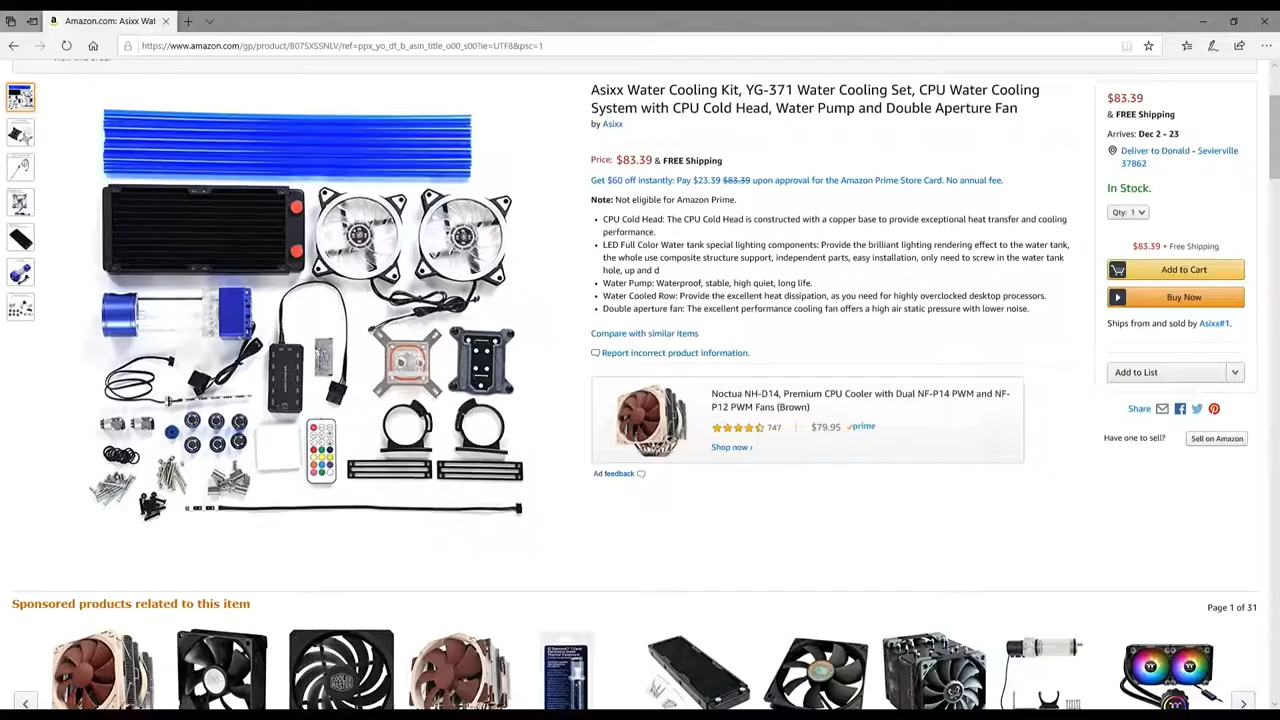 Amazon.com: Asixx Wat
https://www.amazon.com/gp/product/B07SXSSNLV/ref=ppx_yo_dt_b_asin_title_o00_s00?ie=UTF8&psc=1
Asixx Water Cooling Kit, YG-371 Water Cooling Set, CPU Water Cooling
System with CPU Cold Head, Water Pump and Double Aperture Fan
by Asixx
Price: $83.39 & FREE Shipping
Get $60 off instantly: Pay $23.39 $83.39 upon approval for the Amazon Prime Store Card. No annual fee.
Note: Not eligible for Amazon Prime.
• CPU Cold Head: The CPU Cold Head is constructed with a copper base to provide exceptional heat transfer and cooling
performance.
• LED Full Color Water tank special lighting components: Provide the brilliant lighting rendering effect to the water tank,
the whole use composite structure support, independent parts, easy installation, only need to screw in the water tank
hole, up and d
• Water Pump: Waterproof, stable, high quiet, long life.
• Water Cooled Row: Provide the excellent heat dissipation, as you need for highly overclocked desktop processors.
• Double aperture fan: The excellent performance cooling fan offers a high air static pressure with lower noise.
Compare with similar items
Report incorrect product information.
Noctua NH-D14, Premium CPU Cooler with Dual NF-P14 PWM and NF-
P12 PWM Fans (Brown)
747 $79.95 prime
Shop now ›
Ad feedback
$83.39
& FREE Shipping
Arrives: Dec 2 - 23
Deliver to Donald - Sevierville
37862
In Stock.
Qty: 1
$83.39 + Free Shipping
Add to Cart
Buy Now
Ships from and sold by Asixx#1.
Add to List
Share
Have one to sell? Sell on Amazon
Sponsored products related to this item
Page 1 of 31